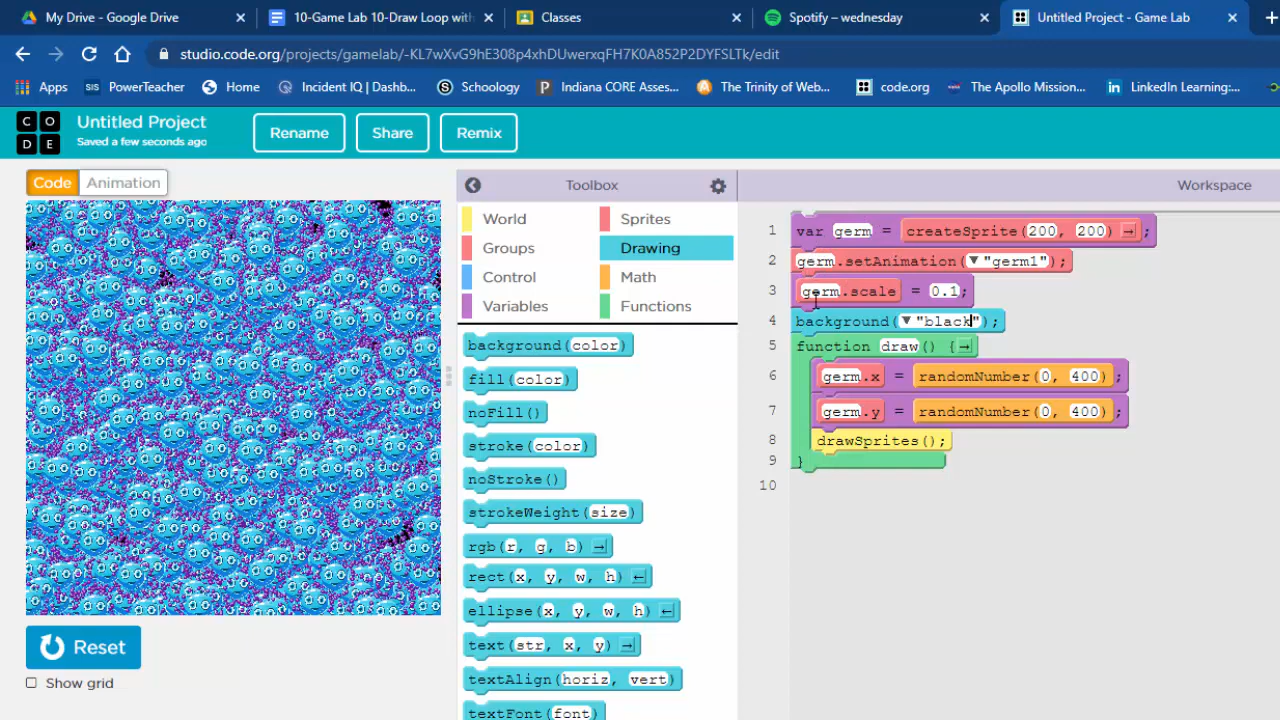 My Drive - Google Drive
10-Game Lab 10-Draw Loop with
Classes
Spotify – wednesday
Untitled Project - Game Lab
studio.code.org/projects/gamelab/-KL7wXvG9hE308p4xhDUwerxqFH7K0A852P2DYFSLTk/edit
Apps
SIS PowerTeacher
Home
Incident IQ | Dashb...
S Schoology
P Indiana CORE Asses...
The Trinity of Web...
code.org
The Apollo Mission...
in LinkedIn Learning:...
C O D E
Untitled Project
Saved a few seconds ago
Rename
Share
Remix
Code
Animation
Toolbox
Workspace
World
Sprites
Groups
Drawing
Control
Math
Variables
Functions
background(color)
fill(color)
noFill()
stroke(color)
noStroke()
strokeWeight(size)
rgb(r, g, b) →
rect(x, y, w, h) ←
ellipse(x, y, w, h) ←
text(str, x, y) →
textAlign(horiz, vert)
textFont(font)
1 var germ = createSprite(200, 200) → ;
2 germ.setAnimation(▼"germ1");
3 germ.scale = 0.1;
4 background(▼"black");
5 function draw() { →
6 germ.x = randomNumber(0, 400) ;
7 germ.y = randomNumber(0, 400) ;
8 drawSprites();
9 }
10
Reset
Show grid